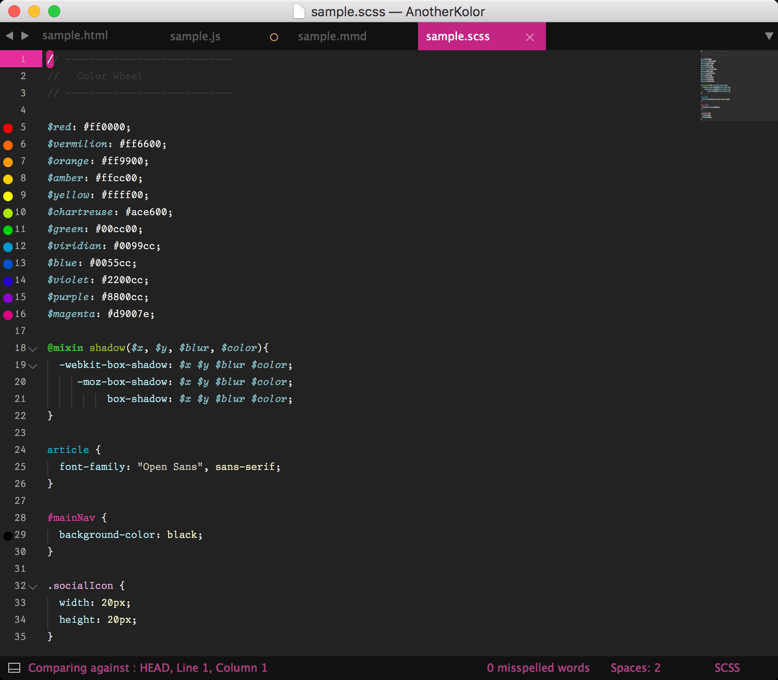 sample.scss — AnotherKolor
sample.html sample.js sample.mmd sample.scss
1 // ----------------------------
2 //   Color Wheel
3 // ----------------------------
4
5 $red: #ff0000;
6 $vermilion: #ff6600;
7 $orange: #ff9900;
8 $amber: #ffcc00;
9 $yellow: #ffff00;
10 $chartreuse: #ace600;
11 $green: #00cc00;
12 $viridian: #0099cc;
13 $blue: #0055cc;
14 $violet: #2200cc;
15 $purple: #8800cc;
16 $magenta: #d9007e;
17
18 @mixin shadow($x, $y, $blur, $color){
19   -webkit-box-shadow: $x $y $blur $color;
20      -moz-box-shadow: $x $y $blur $color;
21           box-shadow: $x $y $blur $color;
22 }
23
24 article {
25   font-family: "Open Sans", sans-serif;
26 }
27
28 #mainNav {
29   background-color: black;
30 }
31
32 .socialIcon {
33   width: 20px;
34   height: 20px;
35 }
Comparing against : HEAD, Line 1, Column 1 0 misspelled words Spaces: 2 SCSS